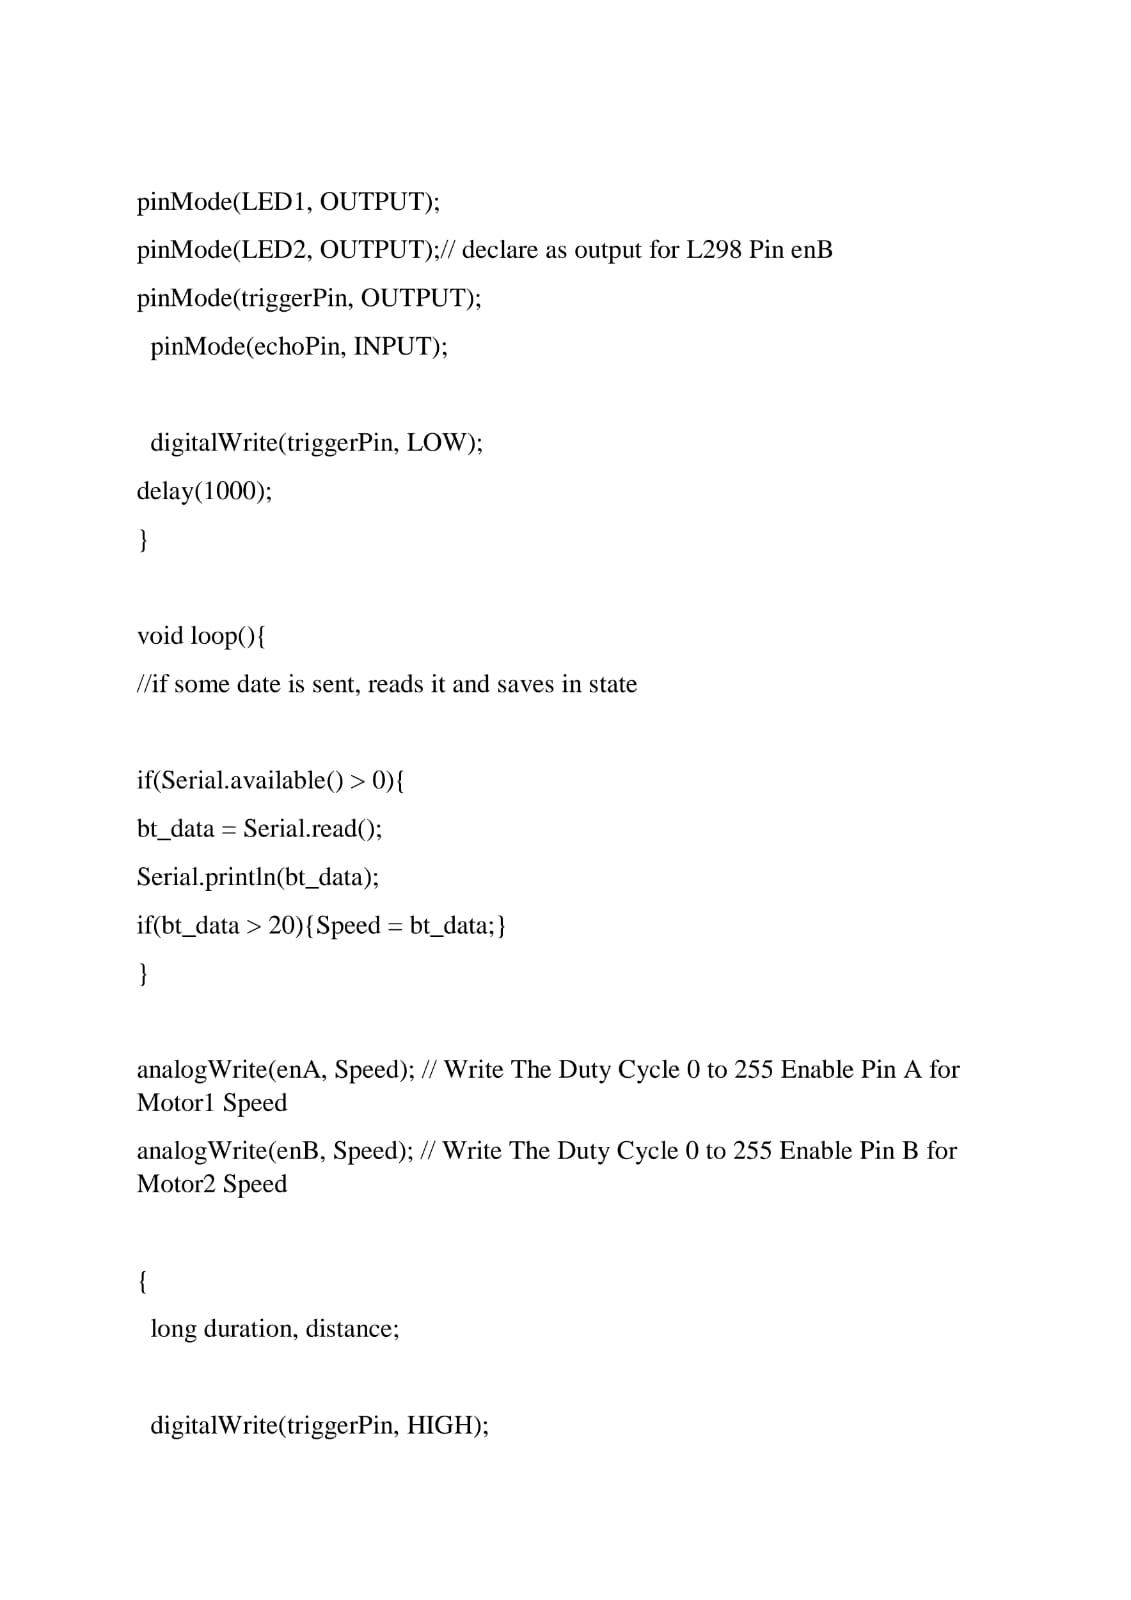 pinMode(LED1, OUTPUT);
pinMode(LED2, OUTPUT);// declare as output for L298 Pin enB
pinMode(triggerPin, OUTPUT);
pinMode(echoPin, INPUT);
digitalWrite(triggerPin, LOW);
delay(1000);
}
void loop(){
//if some date is sent, reads it and saves in state
if(Serial.available() > 0){
bt_data = Serial.read();
Serial.println(bt_data);
if(bt_data > 20){Speed = bt_data;}
}
analogWrite(enA, Speed); // Write The Duty Cycle 0 to 255 Enable Pin A for
Motor1 Speed
analogWrite(enB, Speed); // Write The Duty Cycle 0 to 255 Enable Pin B for
Motor2 Speed
{
long duration, distance;
digitalWrite(triggerPin, HIGH);